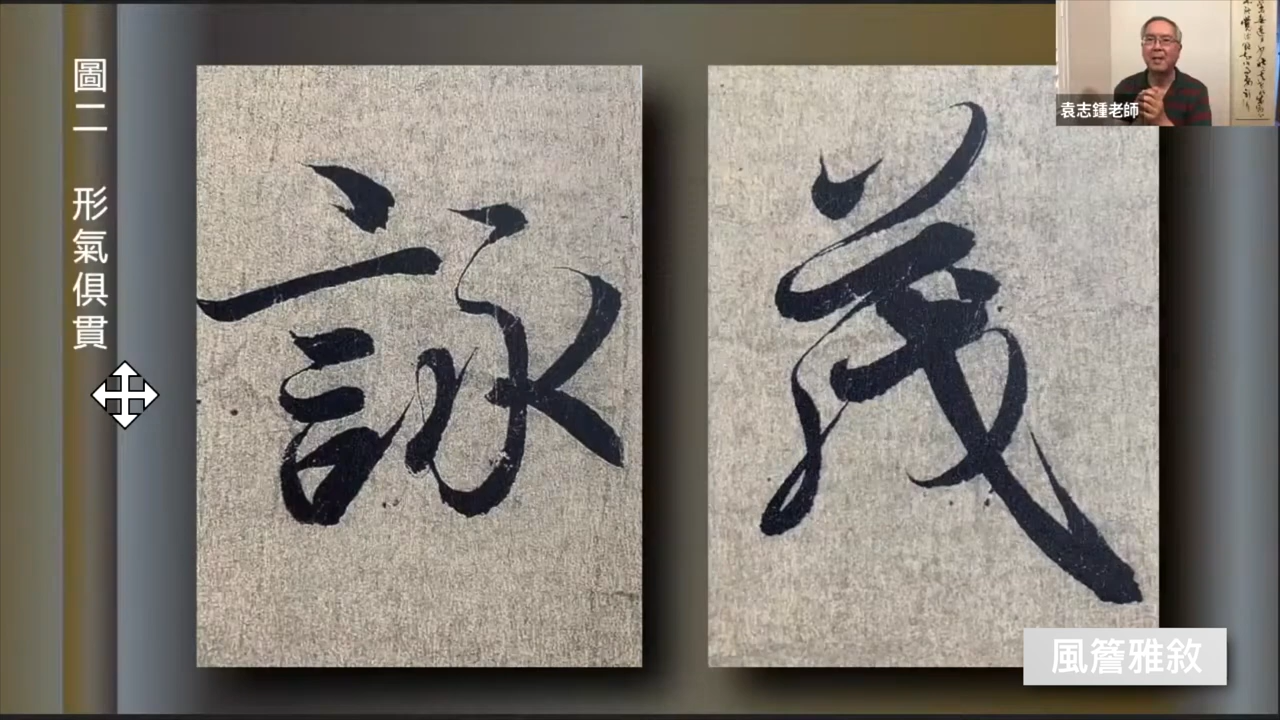 圖二 形氣俱貫
詠
茂
袁志鍾老師
風簷雅敘